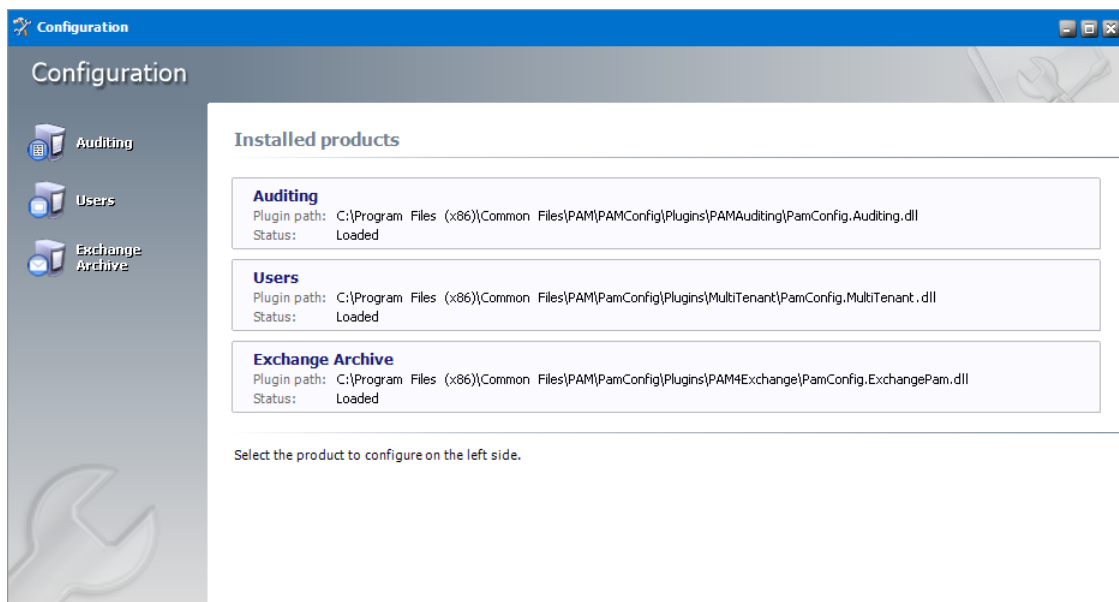 Configuration
Configuration
Auditing
Users
Exchange
Archive
Installed products
Auditing
Plugin path: C:\Program Files (x86)\Common Files\PAM\PAMConfig\Plugins\PAMAuditing\PamConfig.Auditing.dll
Status: Loaded
Users
Plugin path: C:\Program Files (x86)\Common Files\PAM\PamConfig\Plugins\MultiTenant\PamConfig.MultiTenant.dll
Status: Loaded
Exchange Archive
Plugin path: C:\Program Files (x86)\Common Files\PAM\PamConfig\Plugins\PAM4Exchange\PamConfig.ExchangePam.dll
Status: Loaded
Select the product to configure on the left side.